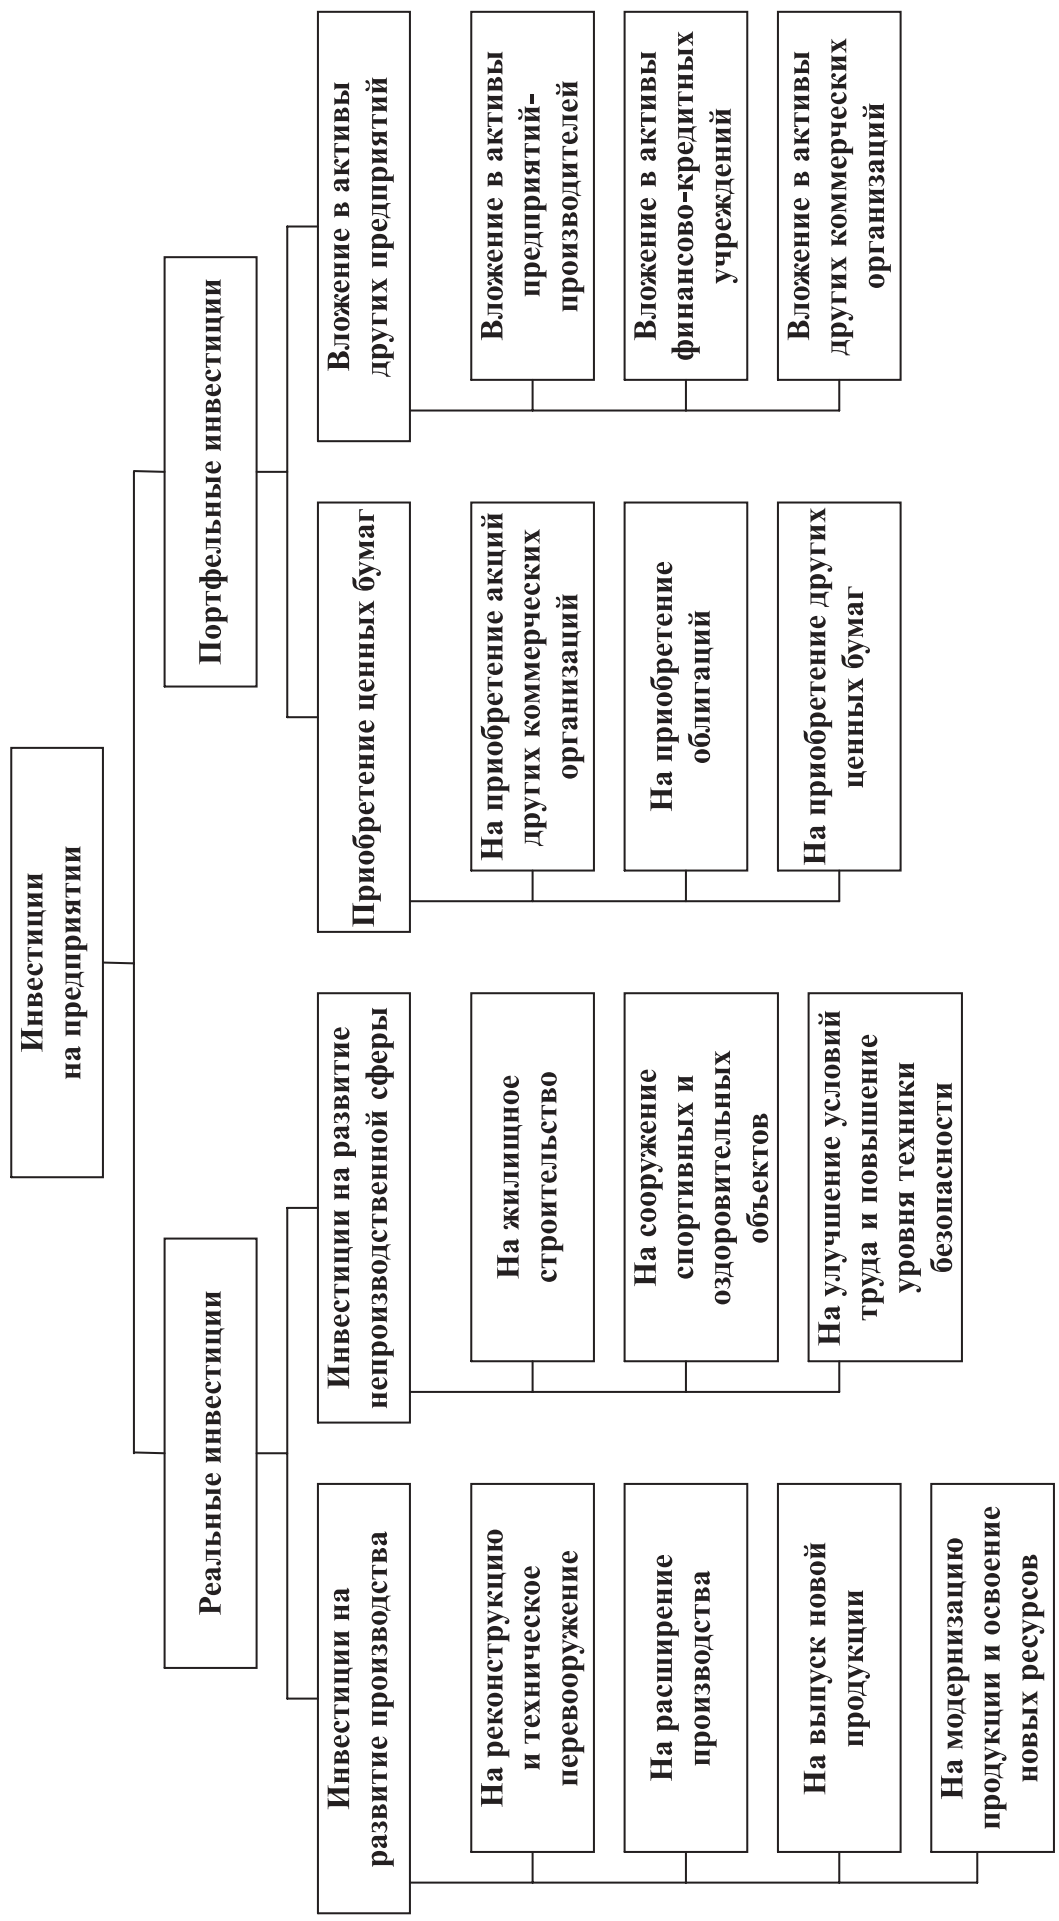 Инвестиции
на предприятии
Реальные инвестиции
Портфельные инвестиции
Инвестиции на
развитие производства
Инвестиции на развитие
непроизводственной сферы
Приобретение ценных бумаг
Вложение в активы
других предприятий
На реконструкцию
и техническое
перевооружение
На расширение
производства
На выпуск новой
продукции
На модернизацию
продукции и освоение
новых ресурсов
На жилищное
строительство
На сооружение
спортивных и
оздоровительных
объектов
На улучшение условий
труда и повышение
уровня техники
безопасности
На приобретение акций
других коммерческих
организаций
На приобретение
облигаций
На приобретение других
ценных бумаг
Вложение в активы
предприятий-
производителей
Вложение в активы
финансово-кредитных
учреждений
Вложение в активы
других коммерческих
организаций